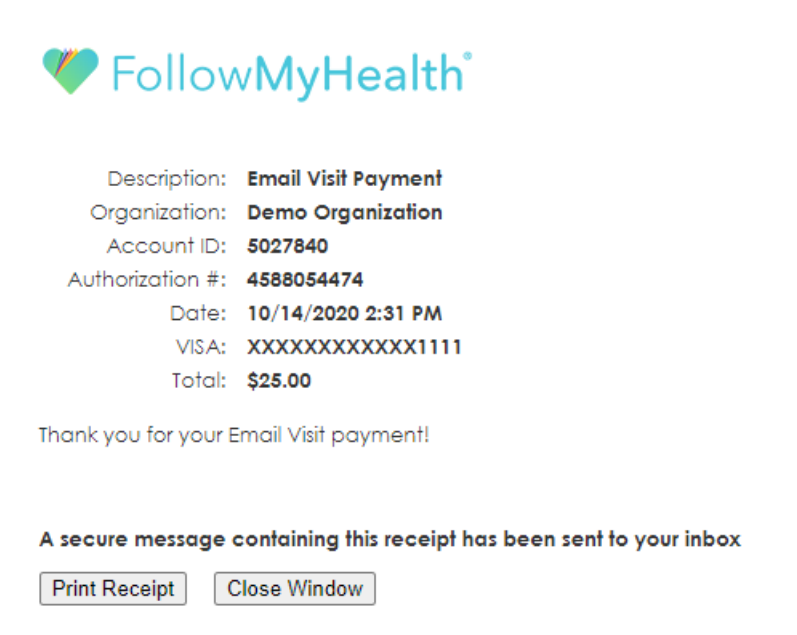 FollowMyHealth®
Description: Email Visit Payment
Organization: Demo Organization
Account ID: 5027840
Authorization #: 4588054474
Date: 10/14/2020 2:31 PM
VISA: XXXXXXXXXXXX1111
Total: $25.00
Thank you for your Email Visit payment!
A secure message containing this receipt has been sent to your inbox
Print Receipt Close Window